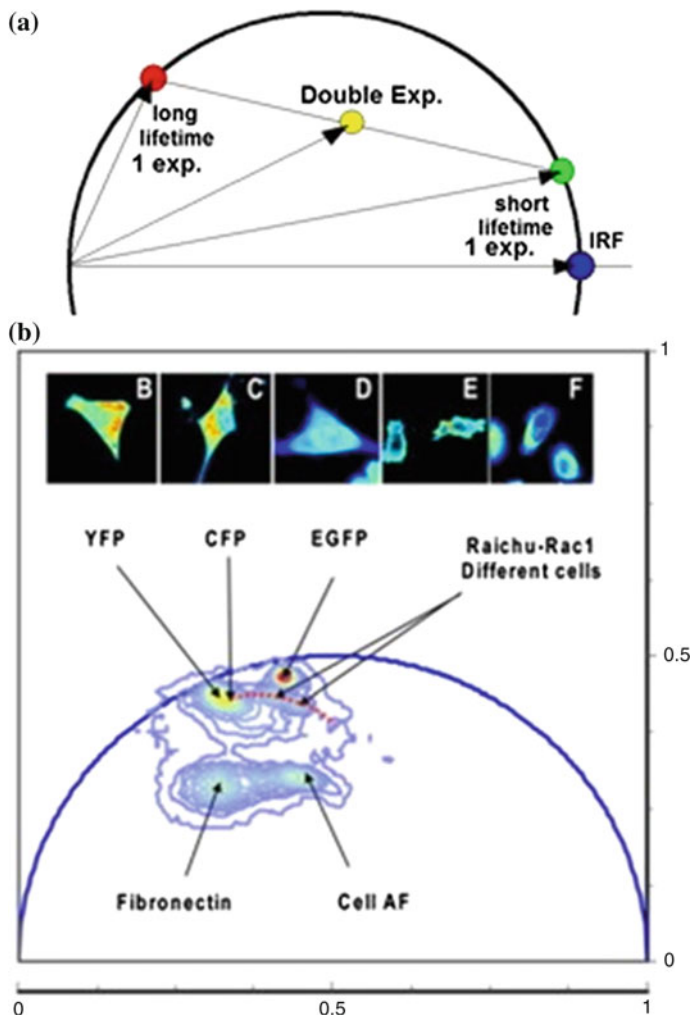 (a)
Double Exp.
long
lifetime
1 exp.
short
lifetime
1 exp.
IRF
(b)
1
B C D E F
YFP CFP EGFP Raichu-Rac1
Different cells
0.5
Fibronectin Cell AF
0
0 0.5 1